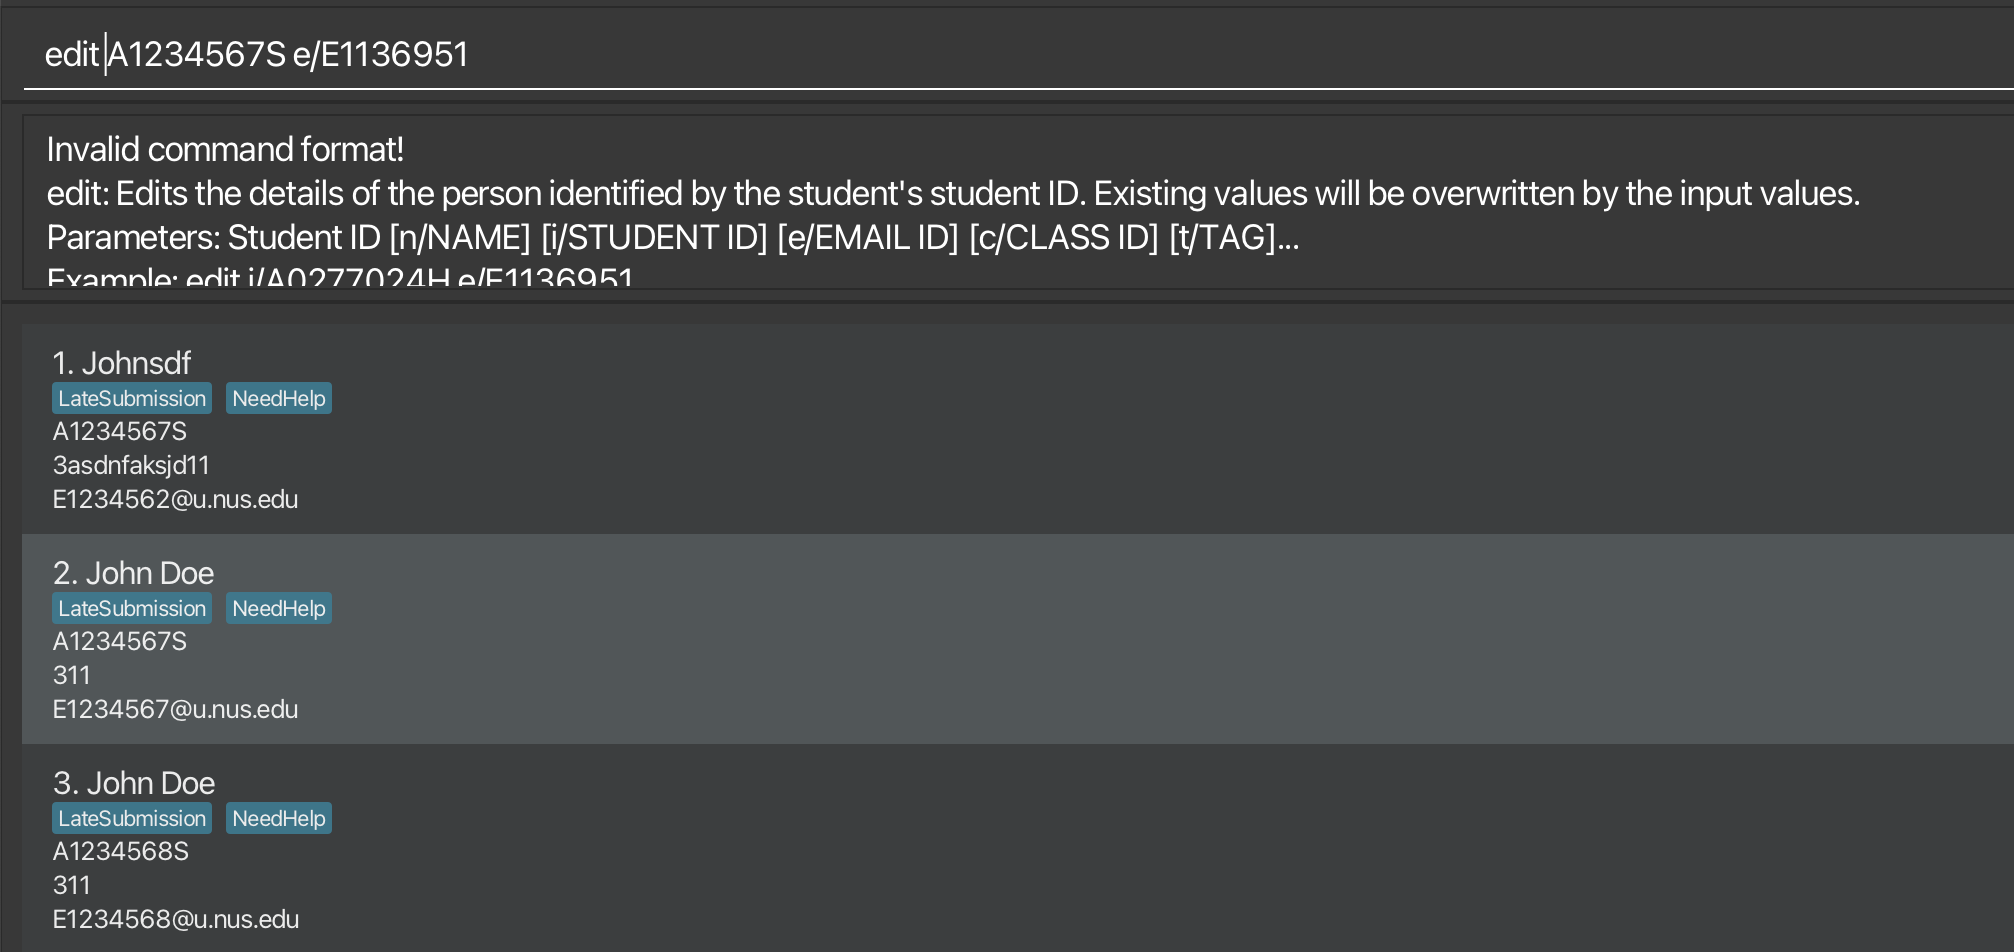 edit A1234567S e/E1136951
Invalid command format!
edit: Edits the details of the person identified by the student's student ID. Existing values will be overwritten by the input values.
Parameters: Student ID [n/NAME] [i/STUDENT ID] [e/EMAIL ID] [c/CLASS ID] [t/TAG]...
Example: edit i/A0277024H e/E1136951
1. Johnsdf
LateSubmission NeedHelp
A1234567S
3asdnfaksjd11
E1234562@u.nus.edu
2. John Doe
LateSubmission NeedHelp
A1234567S
311
E1234567@u.nus.edu
3. John Doe
LateSubmission NeedHelp
A1234568S
311
E1234568@u.nus.edu